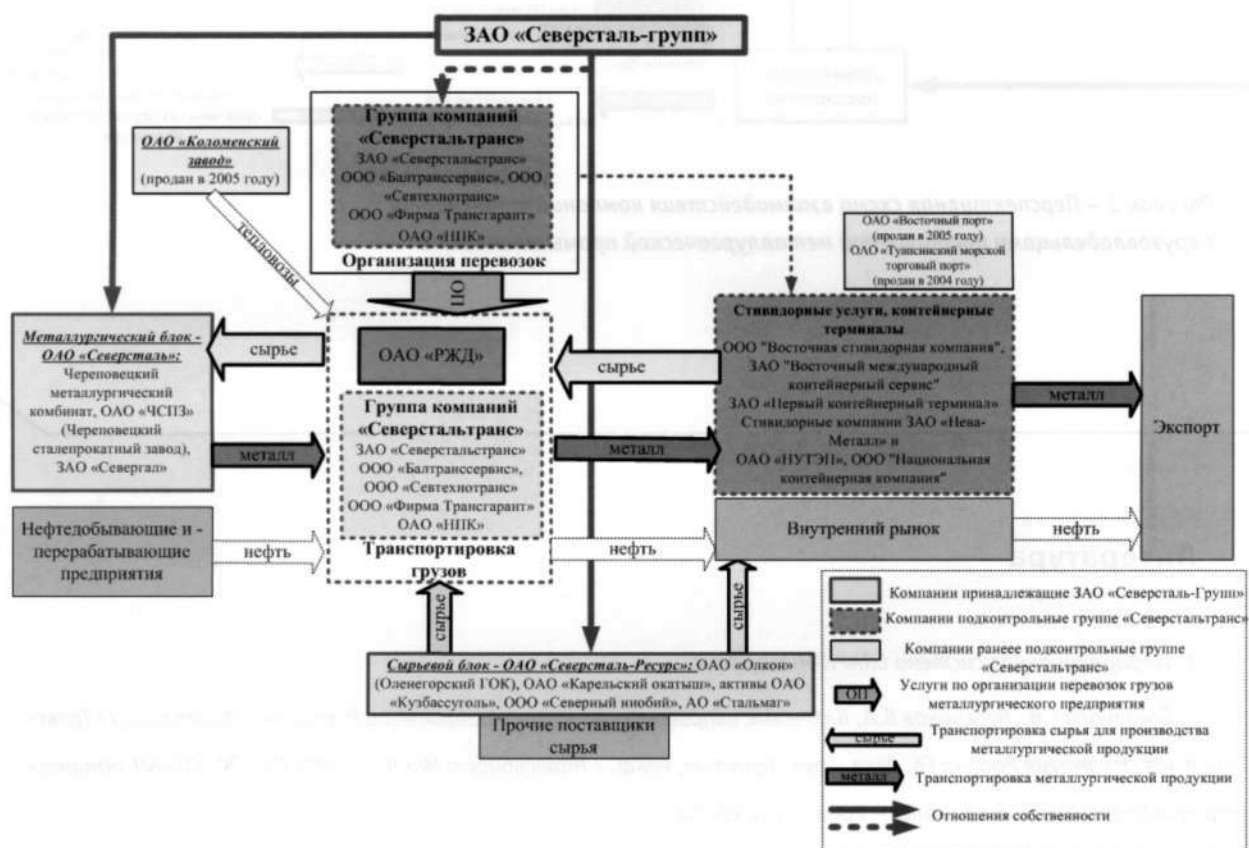 ЗАО «Северсталь-групп»
Группа компаний
«Северстальтранс»
ЗАО «Северстальстранс»
ООО «Балтранссервис», ООО
«Севтехнотранс»
ООО «Фирма Трансгарант»
ОАО «НПК»
Организация перевозок
ОАО «Коломенский
завод»
(продан в 2005 году)
тепловозы
ОП
ОАО «Восточный порт»
(продан в 2005 году)
ОАО «Туапсинский морской
торговый порт»
(продан в 2004 году)
Металлургический блок -
ОАО «Северсталь»:
Череповецкий
металлургический
комбинат, ОАО «ЧСПЗ»
(Череповецкий
сталепрокатный завод),
ЗАО «Севергал»
сырье
металл
ОАО «РЖД»
Группа компаний
«Северстальтранс»
ЗАО «Северстальстранс»
ООО «Балтранссервис»,
ООО «Севтехнотранс»
ООО «Фирма Трансгарант»
ОАО «НПК»
Транспортировка
грузов
сырье
металл
Стивидорные услуги, контейнерные
терминалы
ООО "Восточная стивидорная компания",
ЗАО "Восточный международный
контейнерный сервис"
ЗАО «Первый контейнерный терминал»
Стивидорные компании ЗАО «Нева-
Металл» и
ОАО «НУТЭП», ООО "Национальная
контейнерная компания"
металл
Экспорт
Нефтедобывающие и -
перерабатывающие
предприятия
нефть
нефть
Внутренний рынок
нефть
сырье
сырье
Сырьевой блок - ОАО «Северсталь-Ресурс»: ОАО «Олкон»
(Оленегорский ГОК), ОАО «Карельский окатыш», активы ОАО
«Кузбассуголь», ООО «Северный ниобий», АО «Стальмаг»
Прочие поставщики
сырья
Компании принадлежащие ЗАО «Северсталь-Групп»
Компании подконтрольные группе «Северстальтранс»
Компании ранеее подконтрольные группе
«Северстальтранс»
ОП
Услуги по организации перевозок грузов
металлургического предприятия
сырье
Транспортировка сырья для производства
металлургической продукции
металл
Транспортировка металлургической продукции
Отношения собственности